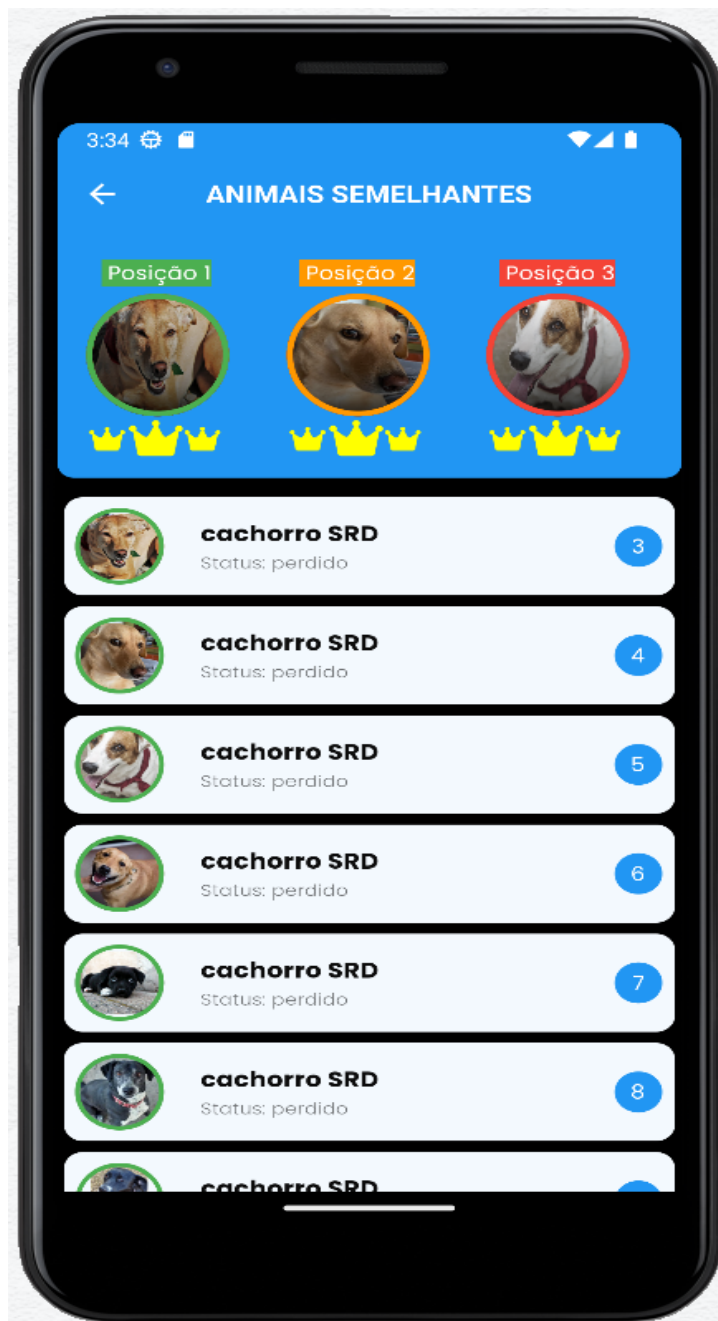 3:34
ANIMAIS SEMELHANTES
Posição 1 Posição 2 Posição 3
cachorro SRD
Status: perdido
3
cachorro SRD
Status: perdido
4
cachorro SRD
Status: perdido
5
cachorro SRD
Status: perdido
6
cachorro SRD
Status: perdido
7
cachorro SRD
Status: perdido
8
cachorro SRD